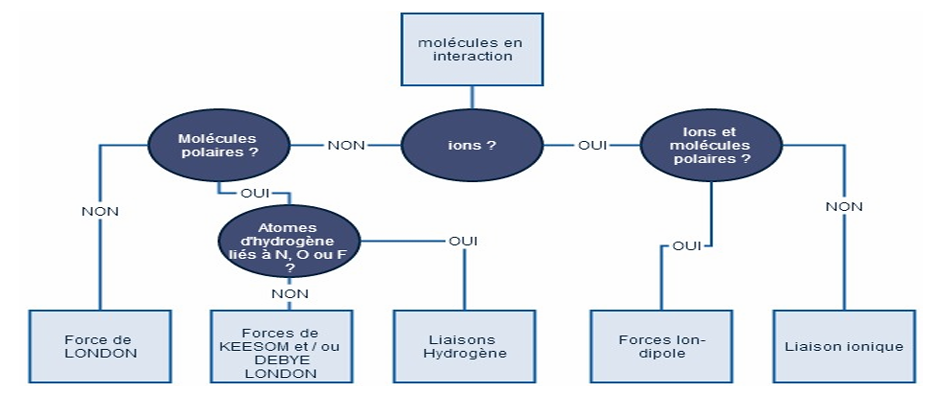 molécules en
interaction
Molécules
polaires ?
NON
ions ?
OUI
Ions et
molécules
polaires ?
NON
OUI
Atomes
d'hydrogène
liés à N, O ou F
?
OUI
NON
OUI
NON
Force de
LONDON
Forces de
KEESOM et / ou
DEBYE
LONDON
Liaisons
Hydrogène
Forces Ion-
dipole
Liaison ionique